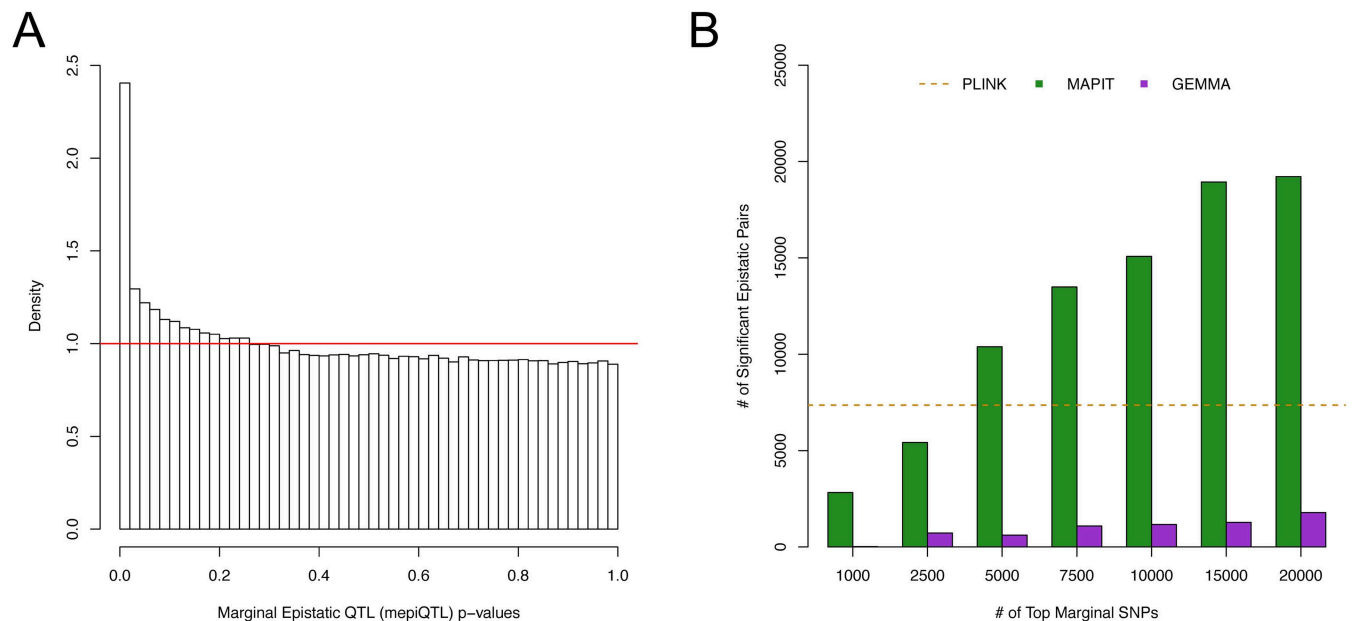 A
B
2.5
2.0
1.5
1.0
0.5
0.0
Density
0.0 0.2 0.4 0.6 0.8 1.0
Marginal Epistatic QTL (mepiQTL) p−values
PLINK MAPIT GEMMA
25000
20000
15000
10000
5000
0
# of Significant Epistatic Pairs
1000 2500 5000 7500 10000 15000 20000
# of Top Marginal SNPs